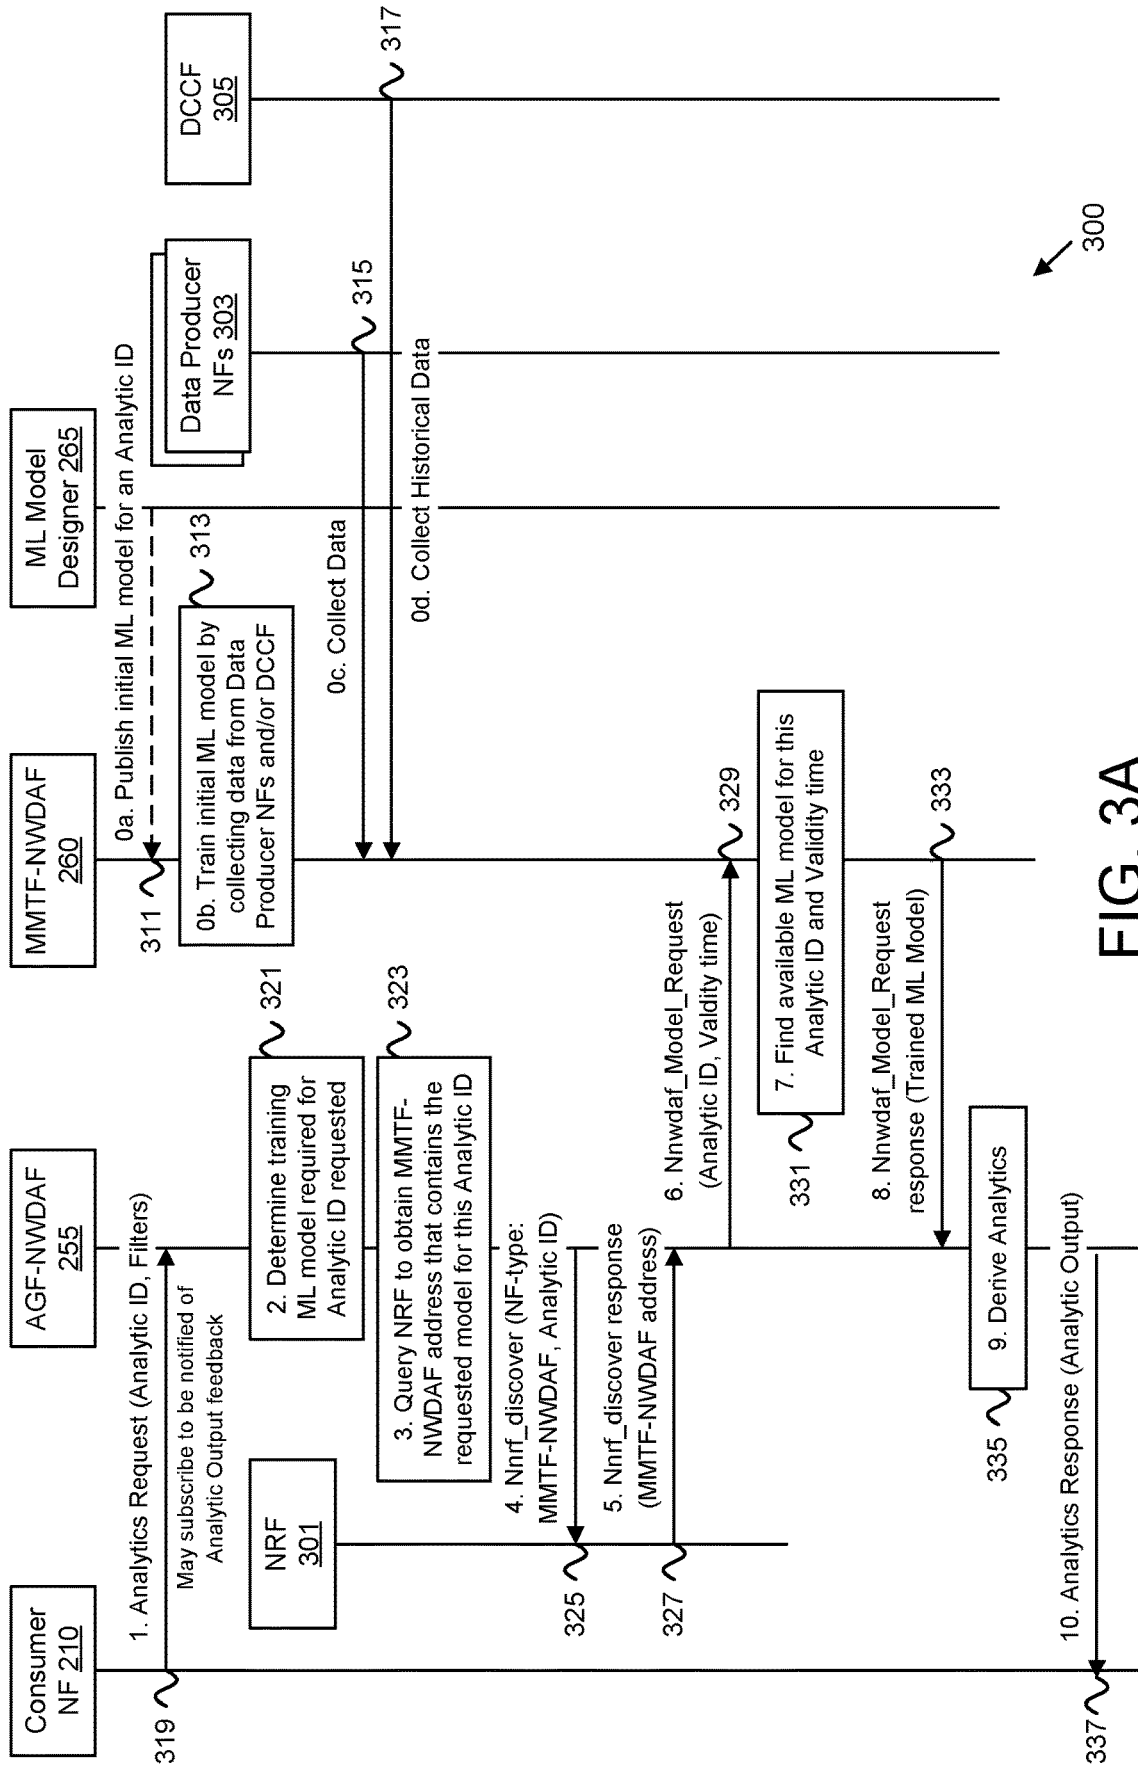 Consumer
NF 210
AGF-NWDAF
255
MMTF-NWDAF
260
ML Model
Designer 265
NRF
301
Data Producer
NFs 303
DCCF
305
0a. Publish initial ML model for an Analytic ID
311
0b. Train initial ML model by
collecting data from Data
Producer NFs and/or DCCF
313
0c. Collect Data
315
0d. Collect Historical Data
317
1. Analytics Request (Analytic ID, Filters)
May subscribe to be notified of
Analytic Output feedback
319
2. Determine training
ML model required for
Analytic ID requested
321
3. Query NRF to obtain MMTF-
NWDAF address that contains the
requested model for this Analytic ID
323
4. Nnrf_discover (NF-type:
MMTF-NWDAF, Analytic ID)
325
5. Nnrf_discover response
(MMTF-NWDAF address)
327
6. Nnwdaf_Model_Request
(Analytic ID, Valdity time)
329
7. Find available ML model for this
Analytic ID and Validity time
331
8. Nnwdaf_Model_Request
response (Trained ML Model)
333
9. Derive Analytics
335
10. Analytics Response (Analytic Output)
337
300
FIG. 3A